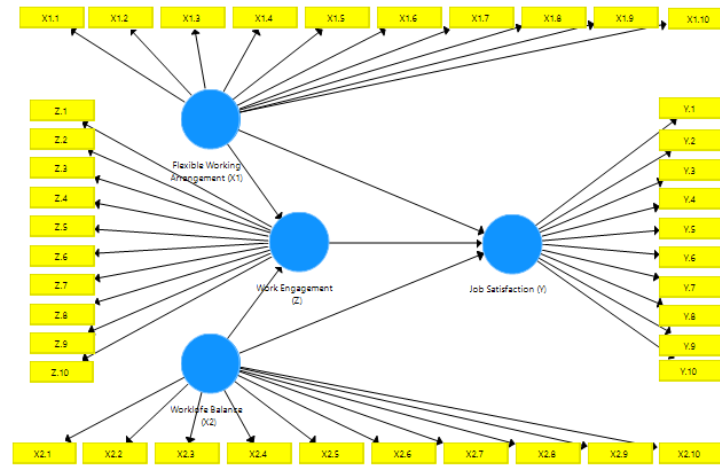 X1.1
X1.2
X1.3
X1.4
X1.5
X1.6
X1.7
X1.8
X1.9
X1.10
Z.1
Z.2
Z.3
Z.4
Z.5
Z.6
Z.7
Z.8
Z.9
Z.10
Flexible Working
Arrangement (X1)
Work Engagement
(Z)
Job Satisfaction (Y)
Y.1
Y.2
Y.3
Y.4
Y.5
Y.6
Y.7
Y.8
Y.9
Y.10
Worklofe Balance
(X2)
X2.1
X2.2
X2.3
X2.4
X2.5
X2.6
X2.7
X2.8
X2.9
X2.10